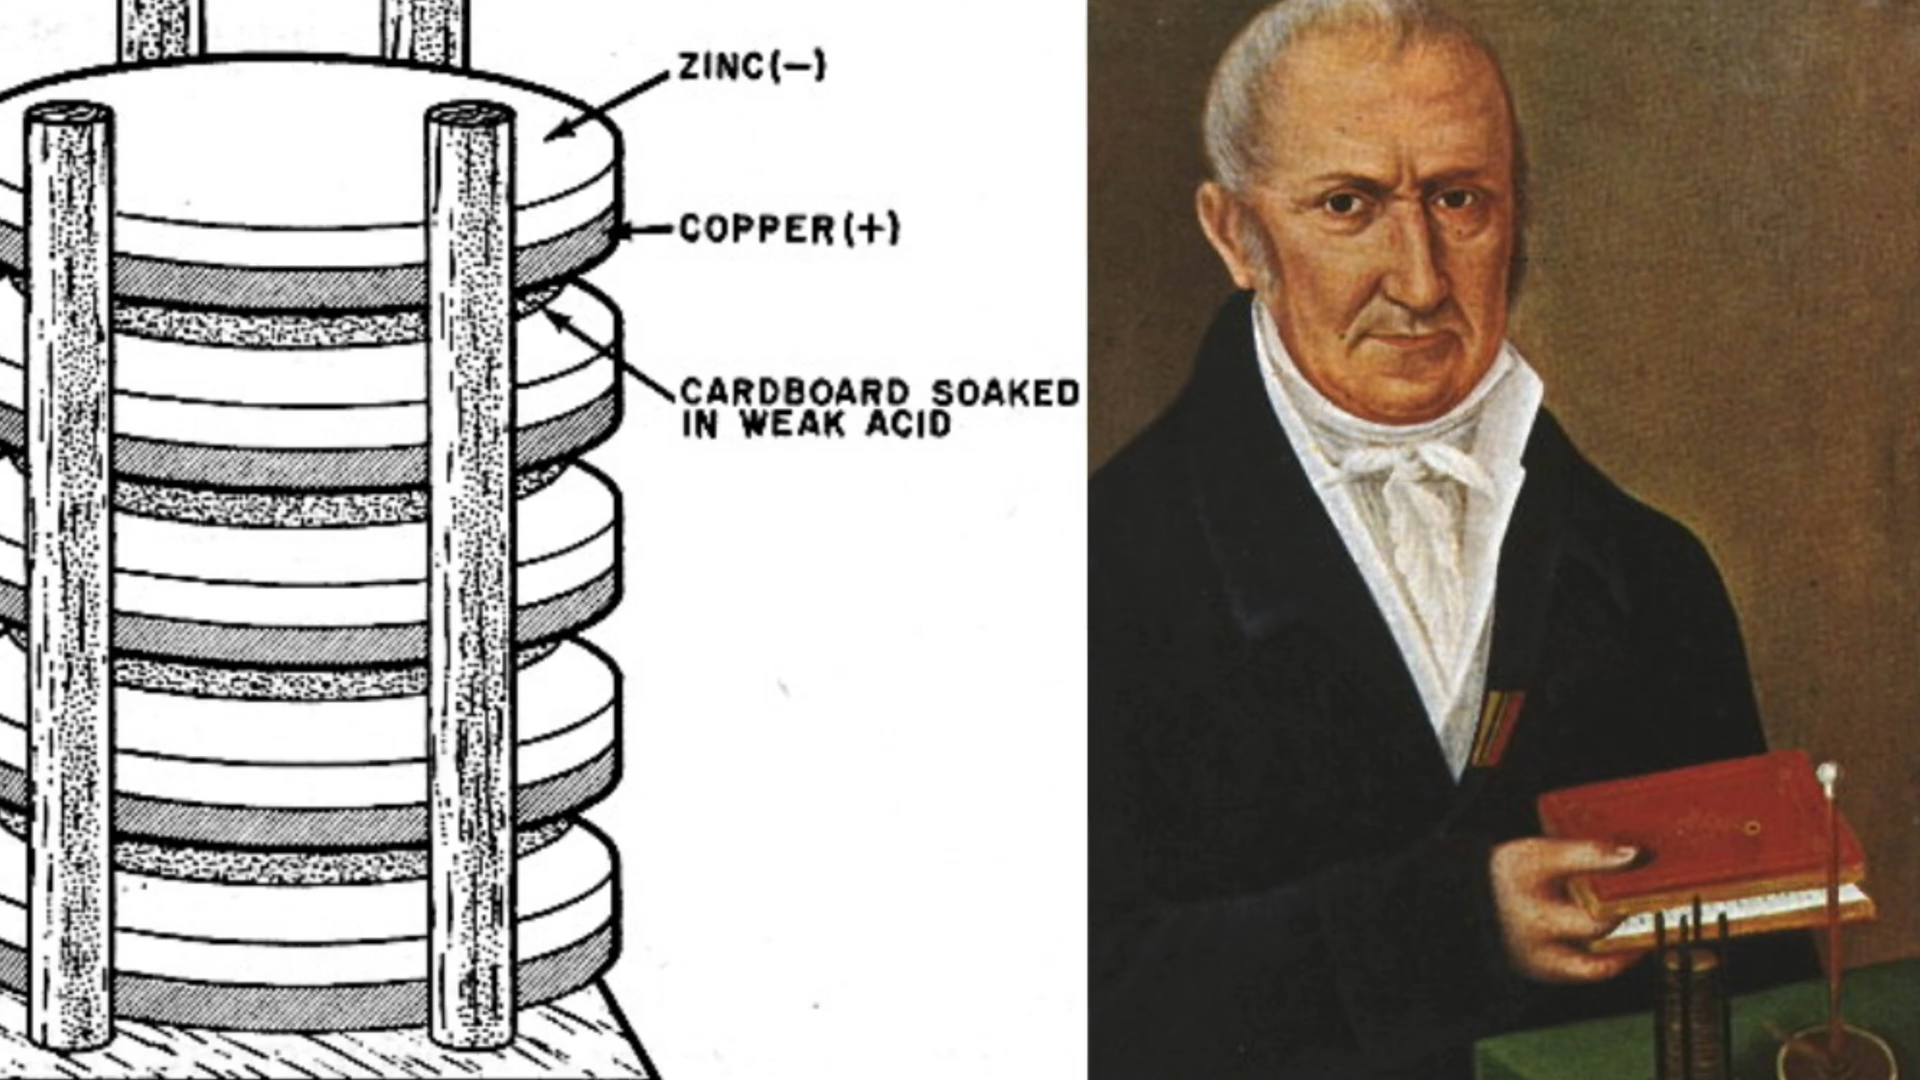 ZINC(−)
COPPER(+)
CARDBOARD SOAKED
IN WEAK ACID